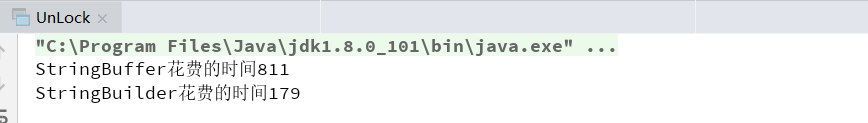 UnLock
"C:\Program Files\Java\jdk1.8.0_101\bin\java.exe" ...
StringBuffer花费的时间811
StringBuilder花费的时间179